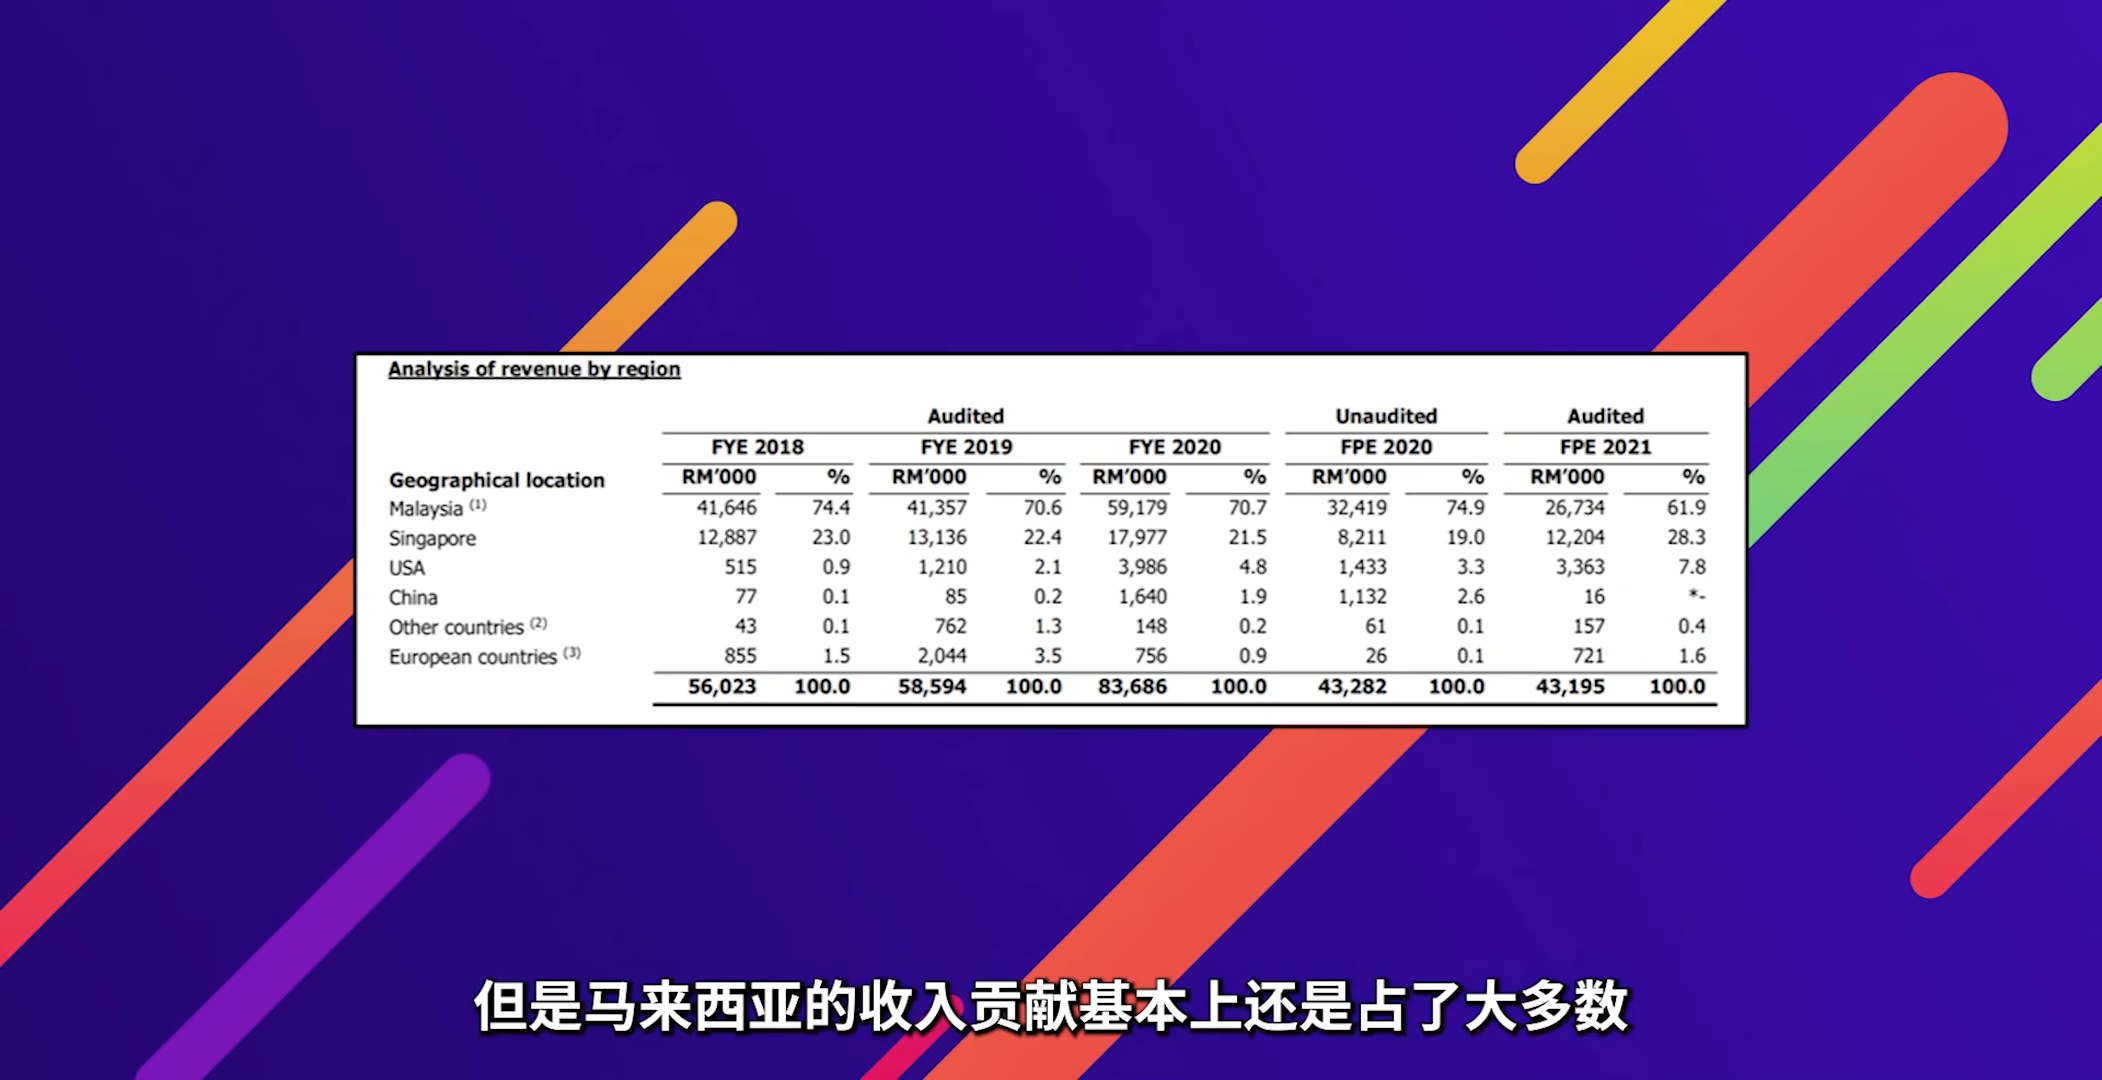 Analysis of revenue by region
Audited Unaudited Audited
FYE 2018 FYE 2019 FYE 2020 FPE 2020 FPE 2021
Geographical location RM'000 % RM'000 % RM'000 % RM'000 % RM'000 %
Malaysia (1) 41,646 74.4 41,357 70.6 59,179 70.7 32,419 74.9 26,734 61.9
Singapore 12,887 23.0 13,136 22.4 17,977 21.5 8,211 19.0 12,204 28.3
USA 515 0.9 1,210 2.1 3,986 4.8 1,433 3.3 3,363 7.8
China 77 0.1 85 0.2 1,640 1.9 1,132 2.6 16 *-
Other countries (2) 43 0.1 762 1.3 148 0.2 61 0.1 157 0.4
European countries (3) 855 1.5 2,044 3.5 756 0.9 26 0.1 721 1.6
56,023 100.0 58,594 100.0 83,686 100.0 43,282 100.0 43,195 100.0
但是马来西亚的收入贡献基本上还是占了大多数